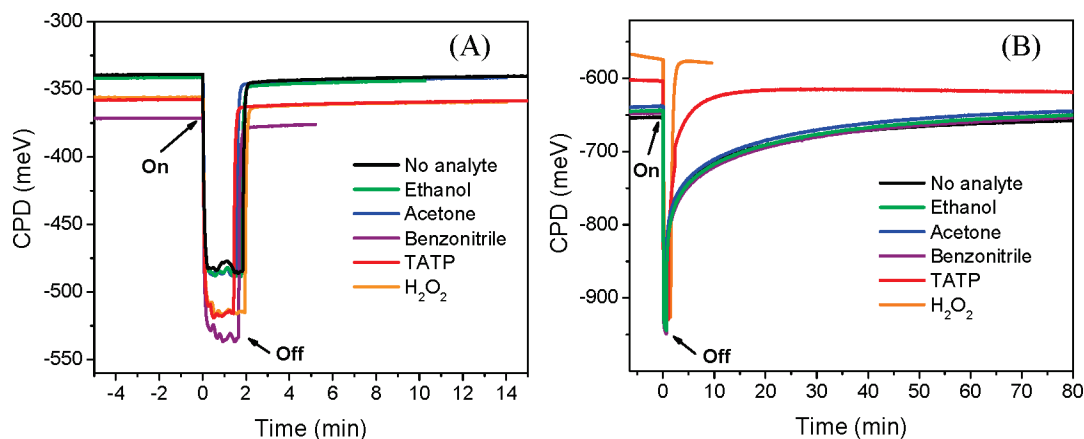 (A)
CPD (meV)
-300
-350
-400
-450
-500
-550
On
Off
No analyte
Ethanol
Acetone
Benzonitrile
TATP
H₂O₂
-4 -2 0 2 4 6 8 10 12 14
Time (min)
(B)
CPD (meV)
-600
-700
-800
-900
On
Off
No analyte
Ethanol
Acetone
Benzonitrile
TATP
H₂O₂
0 10 20 30 40 50 60 70 80
Time (min)